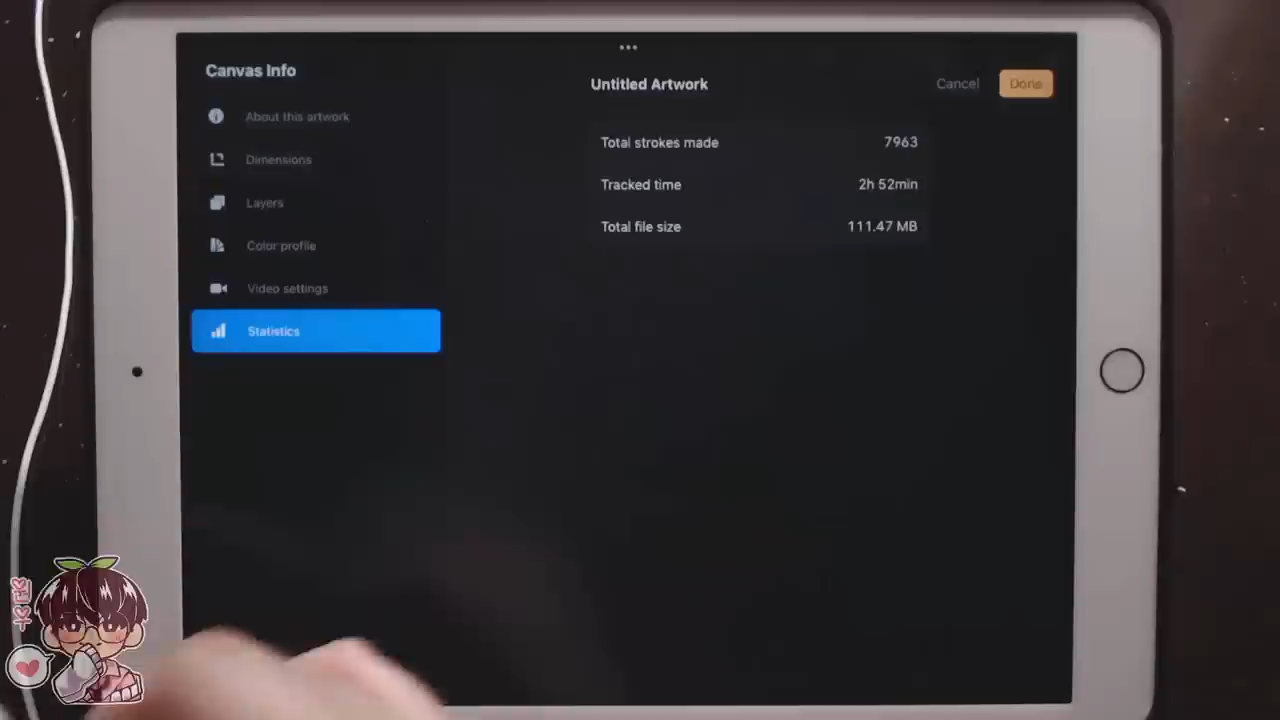 Canvas Info
Untitled Artwork
Cancel
Done
About this artwork
Dimensions
Layers
Color profile
Video settings
Statistics
Total strokes made 7963
Tracked time 2h 52min
Total file size 111.47 MB